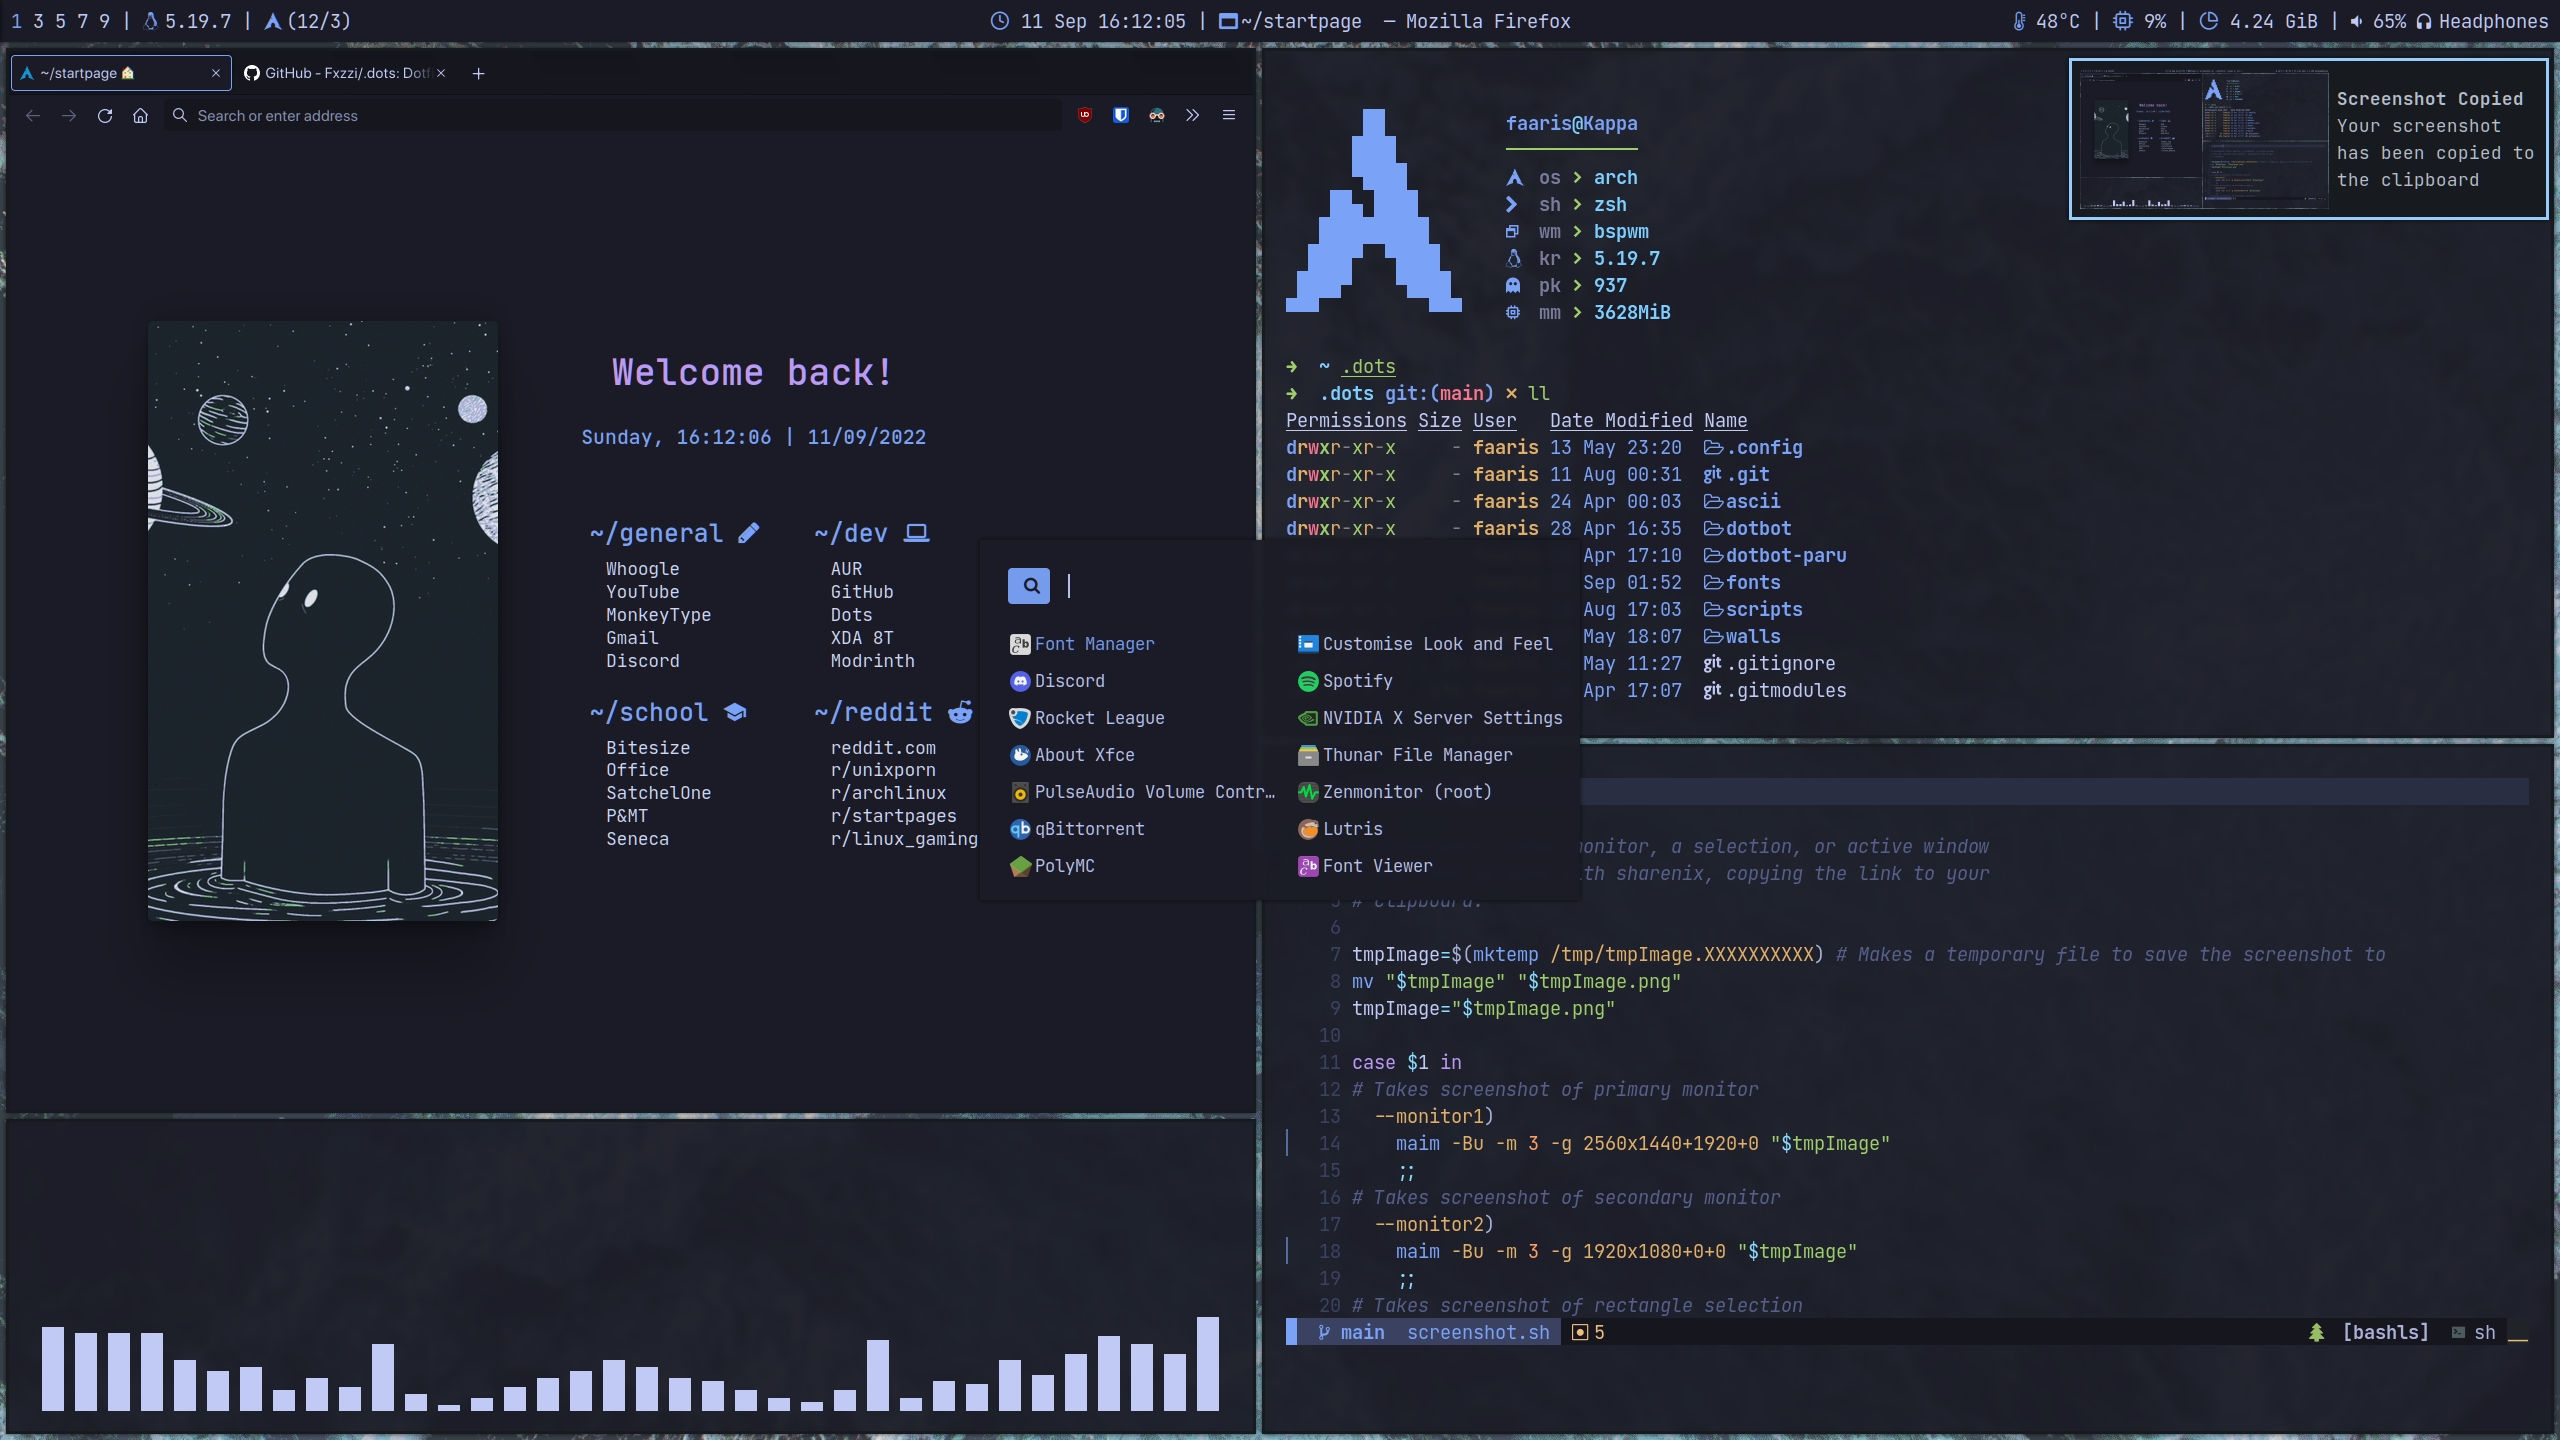 1 3 5 7 9 | 5.19.7 | (12/3)
11 Sep 16:12:05 | ~/startpage — Mozilla Firefox
48°C | 9% | 4.24 GiB | 65% Headphones
~/startpage
GitHub - Fxzzi/.dots: Dotf
Search or enter address
Welcome back!
Sunday, 16:12:06 | 11/09/2022
~/general
Whoogle
YouTube
MonkeyType
Gmail
Discord
~/dev
AUR
GitHub
Dots
XDA 8T
Modrinth
~/school
Bitesize
Office
SatchelOne
P&MT
Seneca
~/reddit
reddit.com
r/unixporn
r/archlinux
r/startpages
r/linux_gaming
Font Manager
Discord
Rocket League
About Xfce
PulseAudio Volume Contr…
qBittorrent
PolyMC
Customise Look and Feel
Spotify
NVIDIA X Server Settings
Thunar File Manager
Zenmonitor (root)
Lutris
Font Viewer
faaris@Kappa
os > arch
sh > zsh
wm > bspwm
kr > 5.19.7
pk > 937
mm > 3628MiB
Screenshot Copied
Your screenshot
has been copied to
the clipboard
→ ~ .dots
→ .dots git:(main) × ll
Permissions Size User Date Modified Name
drwxr-xr-x - faaris 13 May 23:20 .config
drwxr-xr-x - faaris 11 Aug 00:31 git .git
drwxr-xr-x - faaris 24 Apr 00:03 ascii
drwxr-xr-x - faaris 28 Apr 16:35 dotbot
Apr 17:10 dotbot-paru
Sep 01:52 fonts
Aug 17:03 scripts
May 18:07 walls
May 11:27 git .gitignore
Apr 17:07 git .gitmodules
onitor, a selection, or active window
th sharenix, copying the link to your
5 # clipboard.
6
7 tmpImage=$(mktemp /tmp/tmpImage.XXXXXXXXXX) # Makes a temporary file to save the screenshot to
8 mv "$tmpImage" "$tmpImage.png"
9 tmpImage="$tmpImage.png"
10
11 case $1 in
12 # Takes screenshot of primary monitor
13 --monitor1)
14 maim -Bu -m 3 -g 2560x1440+1920+0 "$tmpImage"
15 ;;
16 # Takes screenshot of secondary monitor
17 --monitor2)
18 maim -Bu -m 3 -g 1920x1080+0+0 "$tmpImage"
19 ;;
20 # Takes screenshot of rectangle selection
main screenshot.sh 5 [bashls] sh